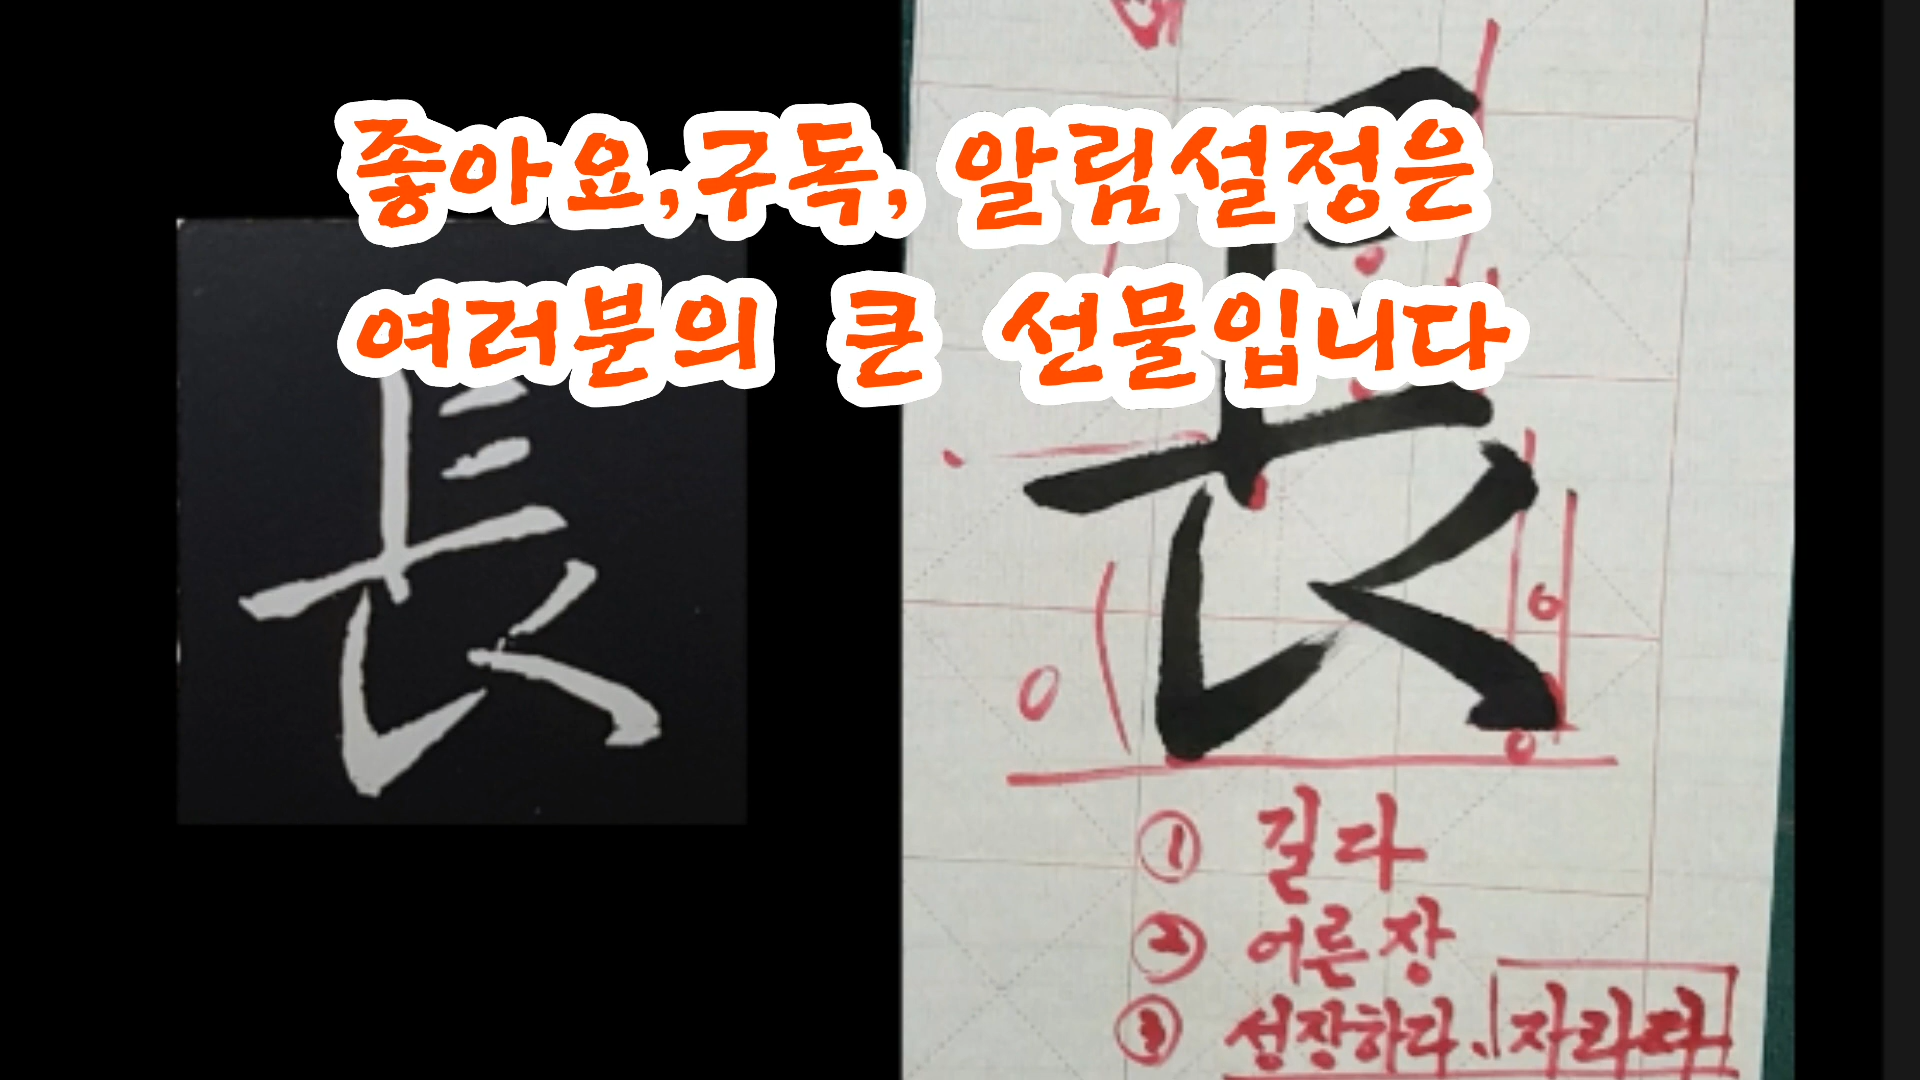 좋아요,구독, 알림설정은
여러분의 큰 선물입니다
長
長
① 길다
② 어른장
③ 성장하다. 자라다